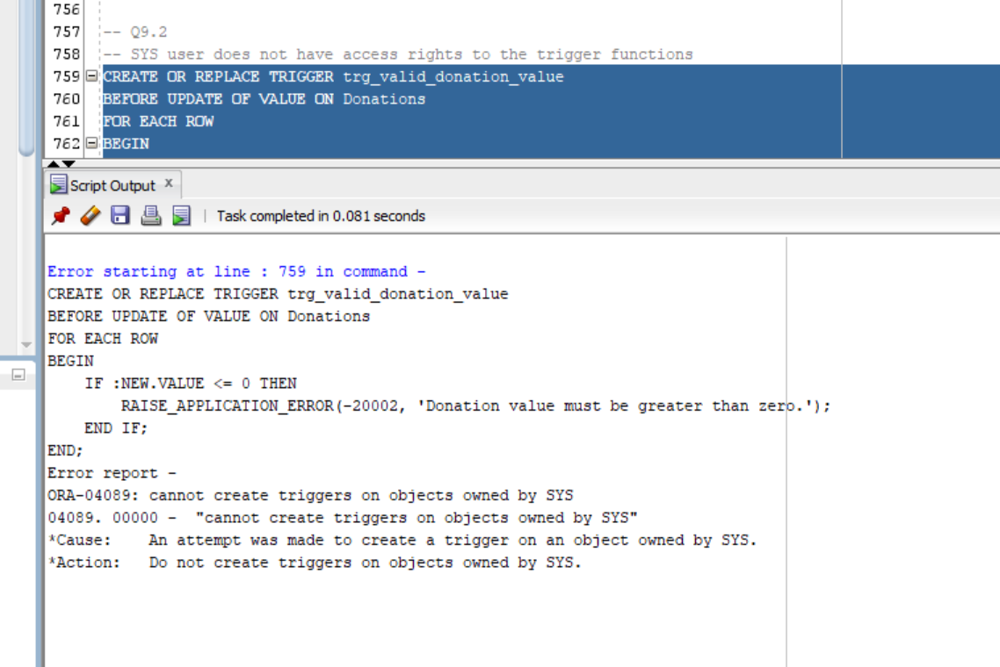 756
757 -- Q9.2
758 -- SYS user does not have access rights to the trigger functions
759 CREATE OR REPLACE TRIGGER trg_valid_donation_value
760 BEFORE UPDATE OF VALUE ON Donations
761 FOR EACH ROW
762 BEGIN
Script Output x
Task completed in 0.081 seconds
Error starting at line : 759 in command -
CREATE OR REPLACE TRIGGER trg_valid_donation_value
BEFORE UPDATE OF VALUE ON Donations
FOR EACH ROW
BEGIN
    IF :NEW.VALUE <= 0 THEN
        RAISE_APPLICATION_ERROR(-20002, 'Donation value must be greater than zero.');
    END IF;
END;
Error report -
ORA-04089: cannot create triggers on objects owned by SYS
04089. 00000 -  "cannot create triggers on objects owned by SYS"
*Cause:    An attempt was made to create a trigger on an object owned by SYS.
*Action:   Do not create triggers on objects owned by SYS.